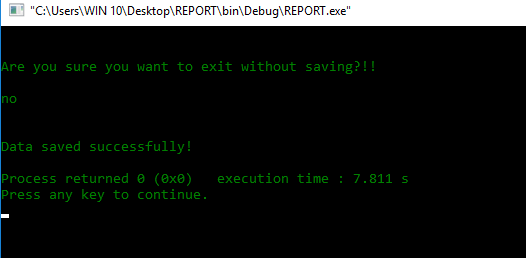 "C:\Users\WIN 10\Desktop\REPORT\bin\Debug\REPORT.exe"
Are you sure you want to exit without saving?!!
no
Data saved successfully!
Process returned 0 (0x0)   execution time : 7.811 s
Press any key to continue.